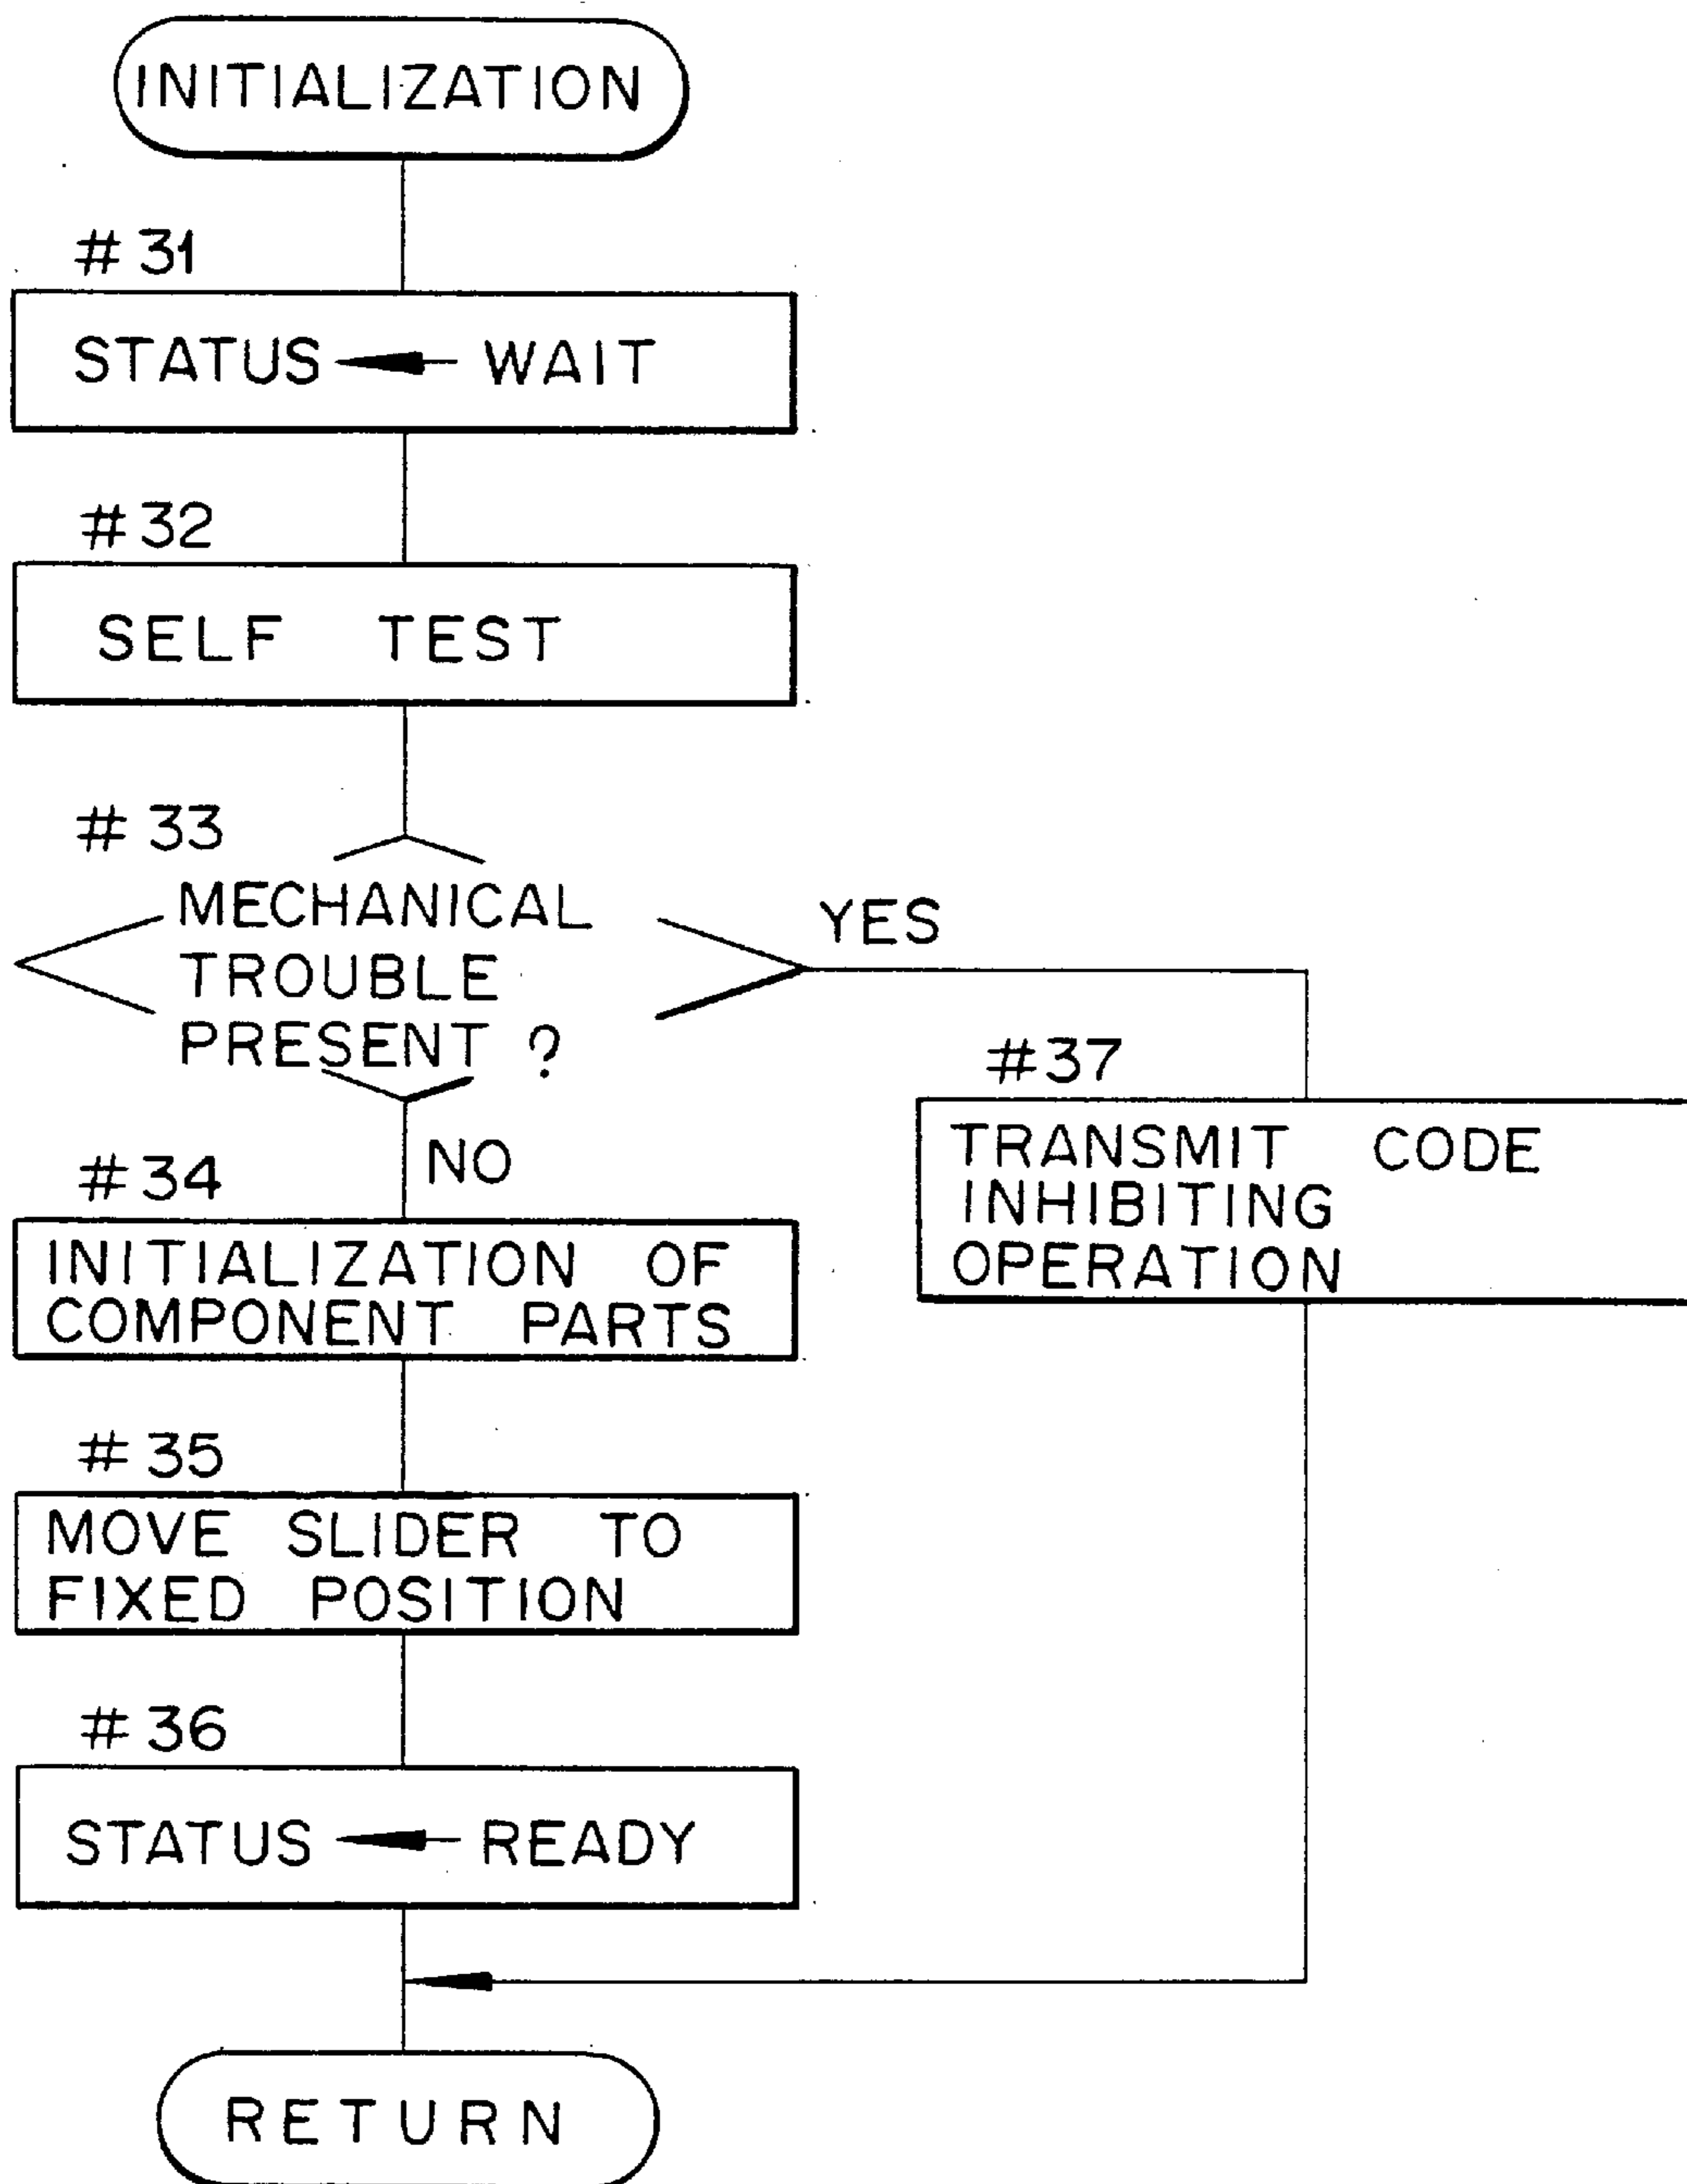 INITIALIZATION
#31
STATUS ← WAIT
#32
SELF TEST
#33
MECHANICAL
TROUBLE
PRESENT ?
YES
NO
#37
TRANSMIT CODE
INHIBITING
OPERATION
#34
INITIALIZATION OF
COMPONENT PARTS
#35
MOVE SLIDER TO
FIXED POSITION
#36
STATUS ← READY
RETURN